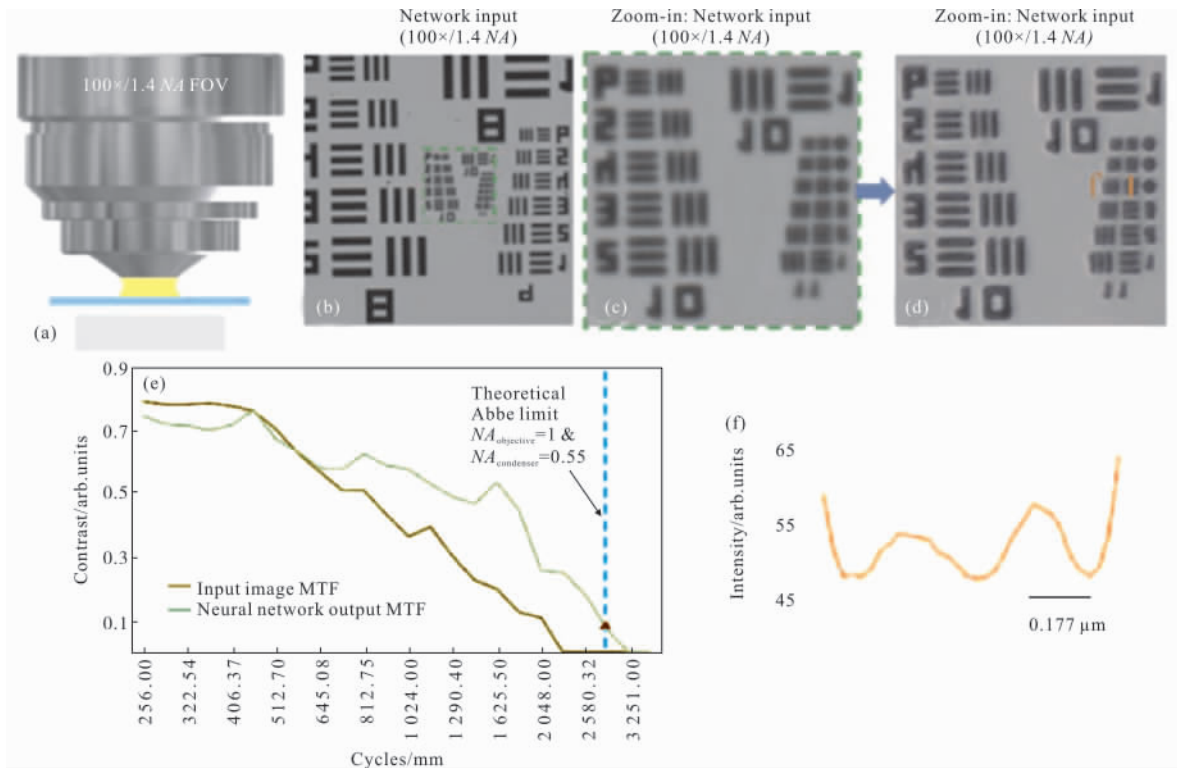 Network input
(100×/1.4 NA)
Zoom-in: Network input
(100×/1.4 NA)
Zoom-in: Network input
(100×/1.4 NA)
100×/1.4 NA FOV
(a)
(b)
(c)
(d)
(e)
Contrast/arb.units
0.9
0.7
0.5
0.3
0.1
Theoretical
Abbe limit
NAobjective=1 &
NAcondenser=0.55
Input image MTF
Neural network output MTF
256.00
322.54
406.37
512.70
645.08
812.75
1 024.00
1 290.40
1 625.50
2 048.00
2 580.32
3 251.00
Cycles/mm
(f)
Intensity/arb.units
65
55
45
0.177 μm